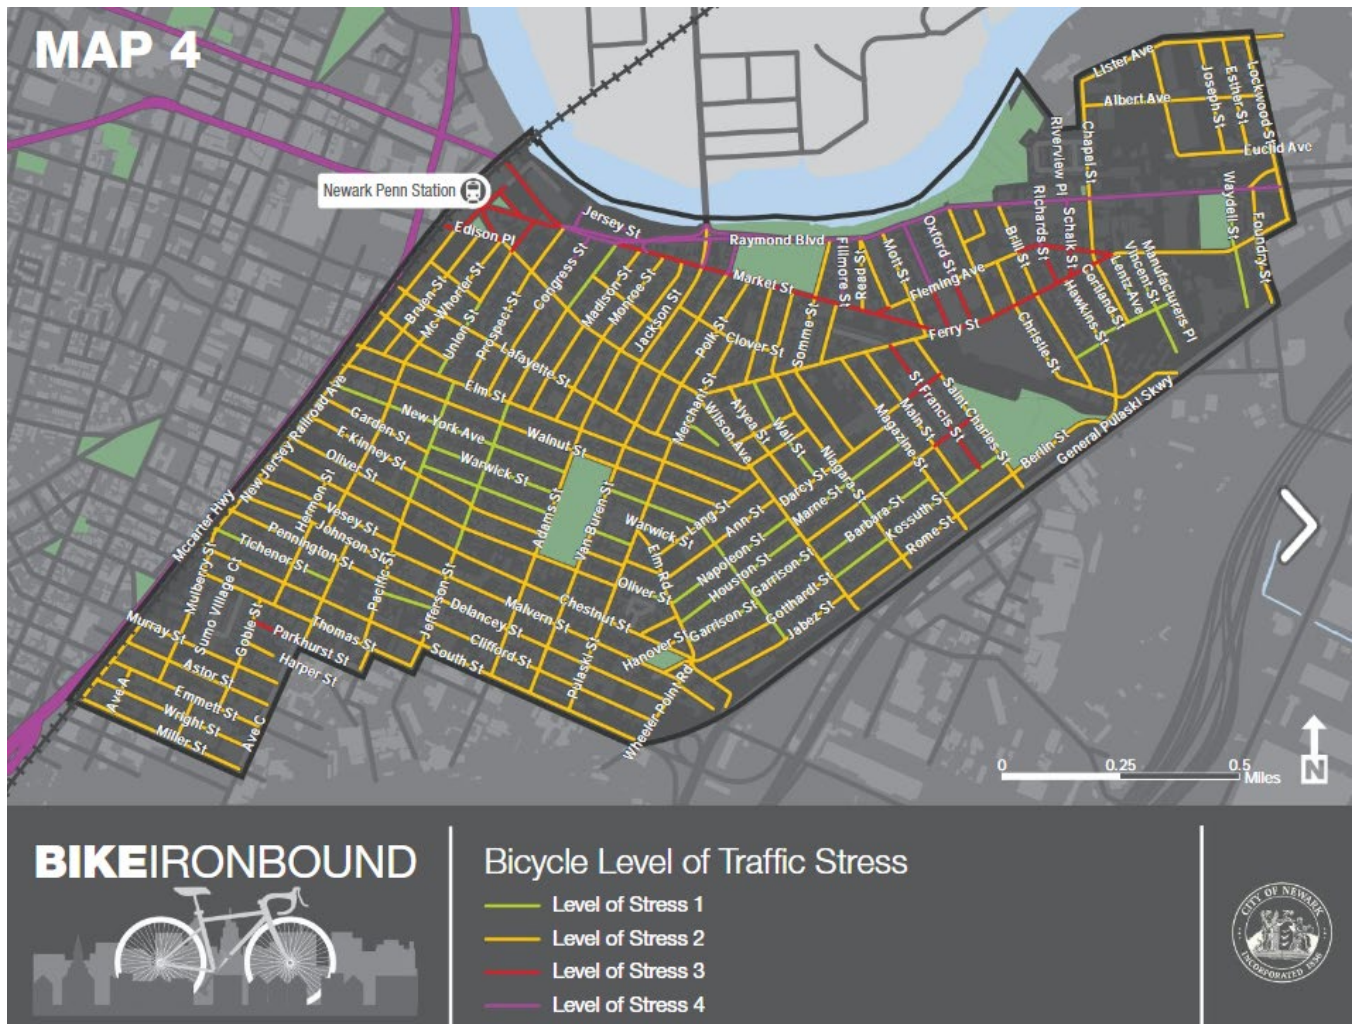 MAP 4
Newark Penn Station
Edison Pl
Jersey St
Raymond Blvd
Market St
Congress St
Madison St
Monroe St
Jackson St
Bruen St
Mc Whorter St
Union St
Prospect St
Lafayette St
Polk St
Clover St
Somme St
Fillmore St
Read St
Mott St
Oxford St
Fleming Ave
Ferry St
Brill St
Richards St
Riverview Pl
Schalk St
Chapel St
Lister Ave
Albert Ave
Joseph St
Esther St
Lockwood St
Euclid Ave
Waydell St
Foundry St
Manufacturers Pl
Vincent St
Lentz Ave
Cortland St
Hawkins St
Christie St
General Pulaski Skwy
Berlin St
Saint Charles St
St Francis St
Main St
Magazine St
Niagara St
Wall St
Alyea St
Wilson Ave
Merchant St
Elm St
Walnut St
New York Ave
Warwick St
Garden St
E Kinney St
Oliver St
New Jersey Railroad Ave
Mccarter Hwy
Hermon St
Vesey St
Johnson St
Pennington St
Tichenor St
Pacific St
Jefferson St
Adams St
Van Buren St
Warwick St
Lang St
Ann St
Darcy St
Marne St
Barbara St
Kossuth St
Rome St
Napoleon St
Houston St
Garrison St
Garrison St
Gotthardt St
Jabez St
Elm Rd
Oliver St
Chestnut St
Malvern St
Delancey St
Clifford St
South St
Pulaski St
Hanover St
Wheeler Point Rd
Mulberry St
Sumo Village Ct
Goble St
Thomas St
Parkhurst St
Harper St
Murray St
Astor St
Emmett St
Wright St
Miller St
Ave A
Ave C
0 0.25 0.5
Miles
N
BIKEIRONBOUND
Bicycle Level of Traffic Stress
Level of Stress 1
Level of Stress 2
Level of Stress 3
Level of Stress 4
CITY OF NEWARK
INCORPORATED 1836